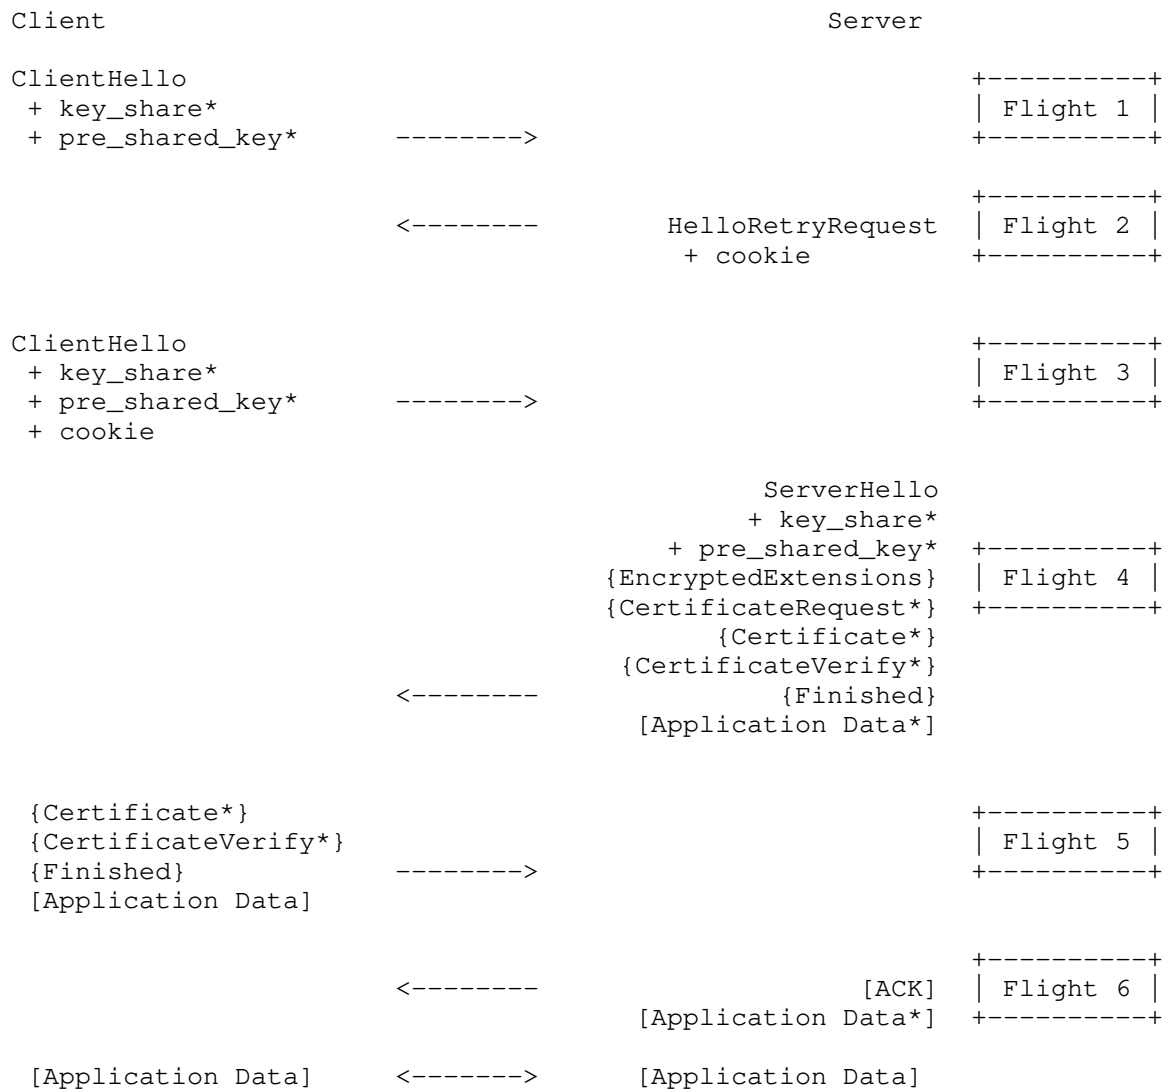 Client                                             Server

ClientHello                                                 +----------+
 + key_share*                                               | Flight 1 |
 + pre_shared_key*      -------->                           +----------+

                                                            +----------+
                        <--------        HelloRetryRequest  | Flight 2 |
                                          + cookie          +----------+


ClientHello                                                 +----------+
 + key_share*                                               | Flight 3 |
 + pre_shared_key*      -------->                           +----------+
 + cookie

                                               ServerHello
                                              + key_share*
                                         + pre_shared_key*  +----------+
                                     {EncryptedExtensions}  | Flight 4 |
                                     {CertificateRequest*}  +----------+
                                            {Certificate*}
                                      {CertificateVerify*}
                        <--------               {Finished}
                                       [Application Data*]


 {Certificate*}                                             +----------+
 {CertificateVerify*}                                       | Flight 5 |
 {Finished}             -------->                           +----------+
 [Application Data]

                                                            +----------+
                        <--------                    [ACK]  | Flight 6 |
                                       [Application Data*]  +----------+

 [Application Data]     <------->      [Application Data]